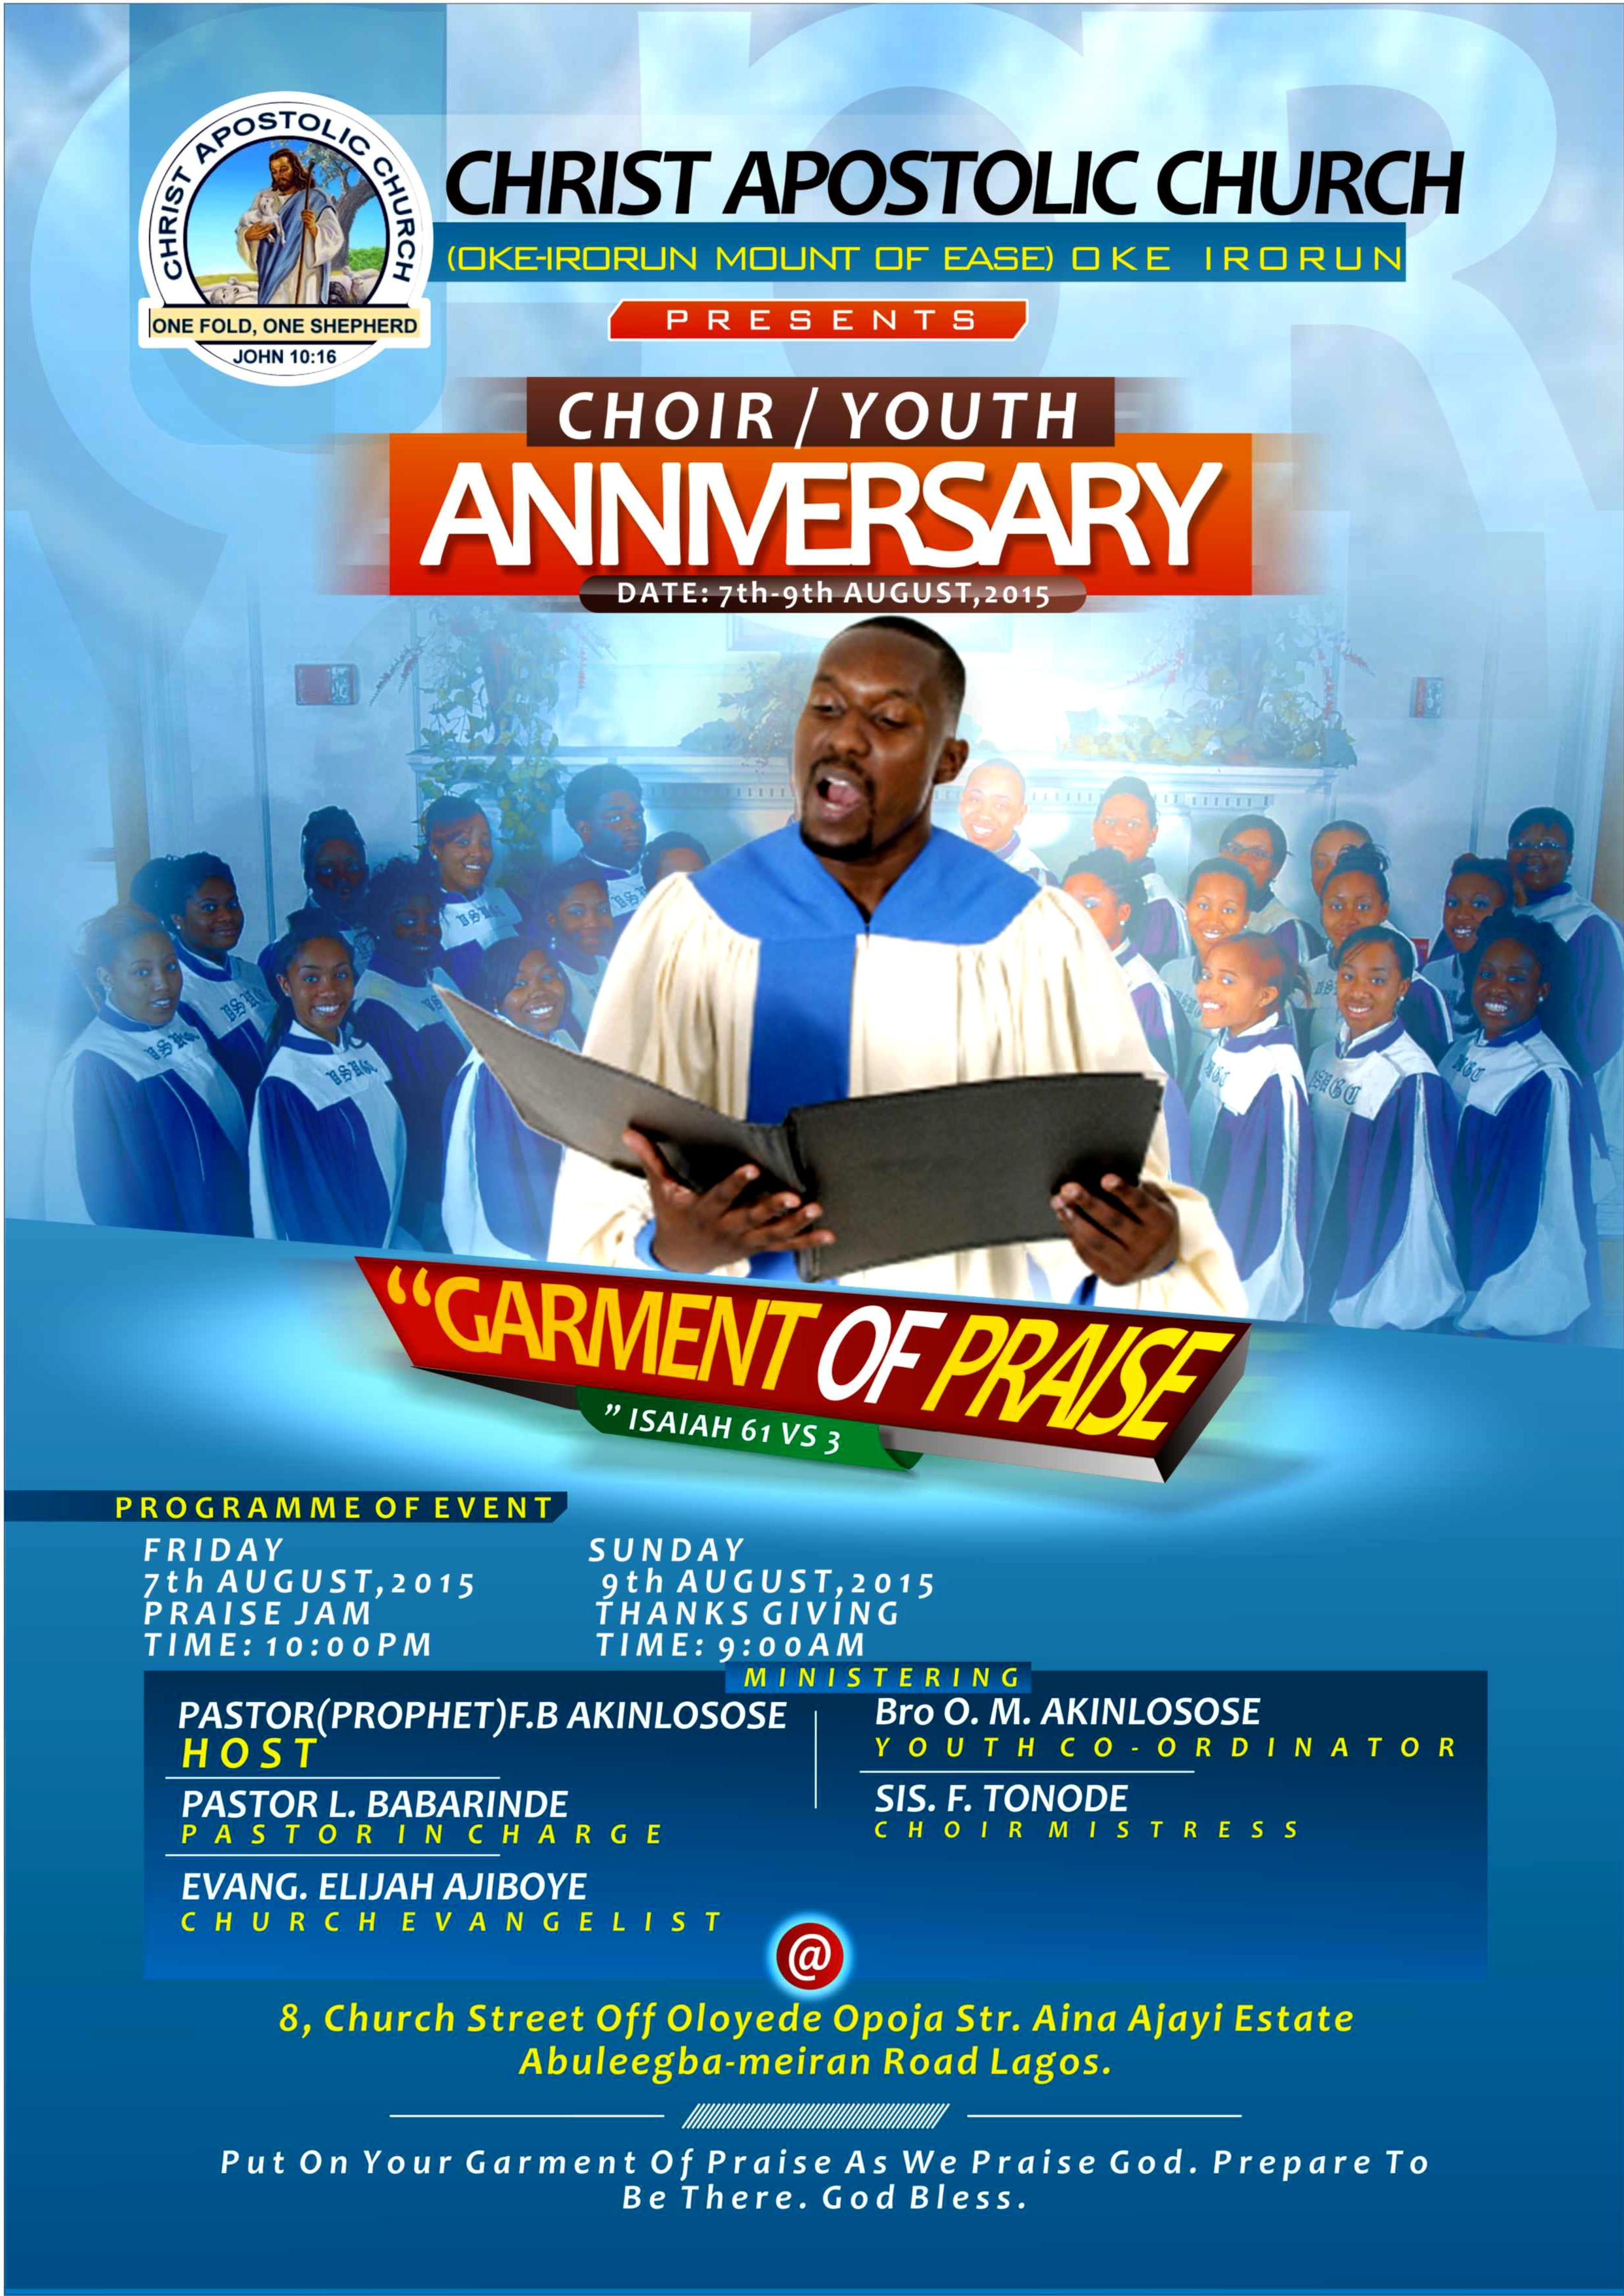 CHRIST APOSTOLIC CHURCH
ONE FOLD, ONE SHEPHERD
JOHN 10:16
CHRIST APOSTOLIC CHURCH
(OKE-IRORUN MOUNT OF EASE) OKE IRORUN
PRESENTS
CHOIR / YOUTH
ANNIVERSARY
DATE: 7th-9th AUGUST,2015
“GARMENT OF PRAISE
” ISAIAH 61 VS 3
PROGRAMME OF EVENT
FRIDAY
7th AUGUST,2015
PRAISE JAM
TIME: 10:00PM
SUNDAY
9th AUGUST,2015
THANKS GIVING
TIME: 9:00AM
MINISTERING
PASTOR(PROPHET)F.B AKINLOSOSE
HOST
PASTOR L. BABARINDE
PASTOR IN CHARGE
EVANG. ELIJAH AJIBOYE
CHURCH EVANGELIST
Bro O. M. AKINLOSOSE
YOUTH CO-ORDINATOR
SIS. F. TONODE
CHOIR MISTRESS
@
8, Church Street Off Oloyede Opoja Str. Aina Ajayi Estate
Abuleegba-meiran Road Lagos.
Put On Your Garment Of Praise As We Praise God. Prepare To
Be There. God Bless.